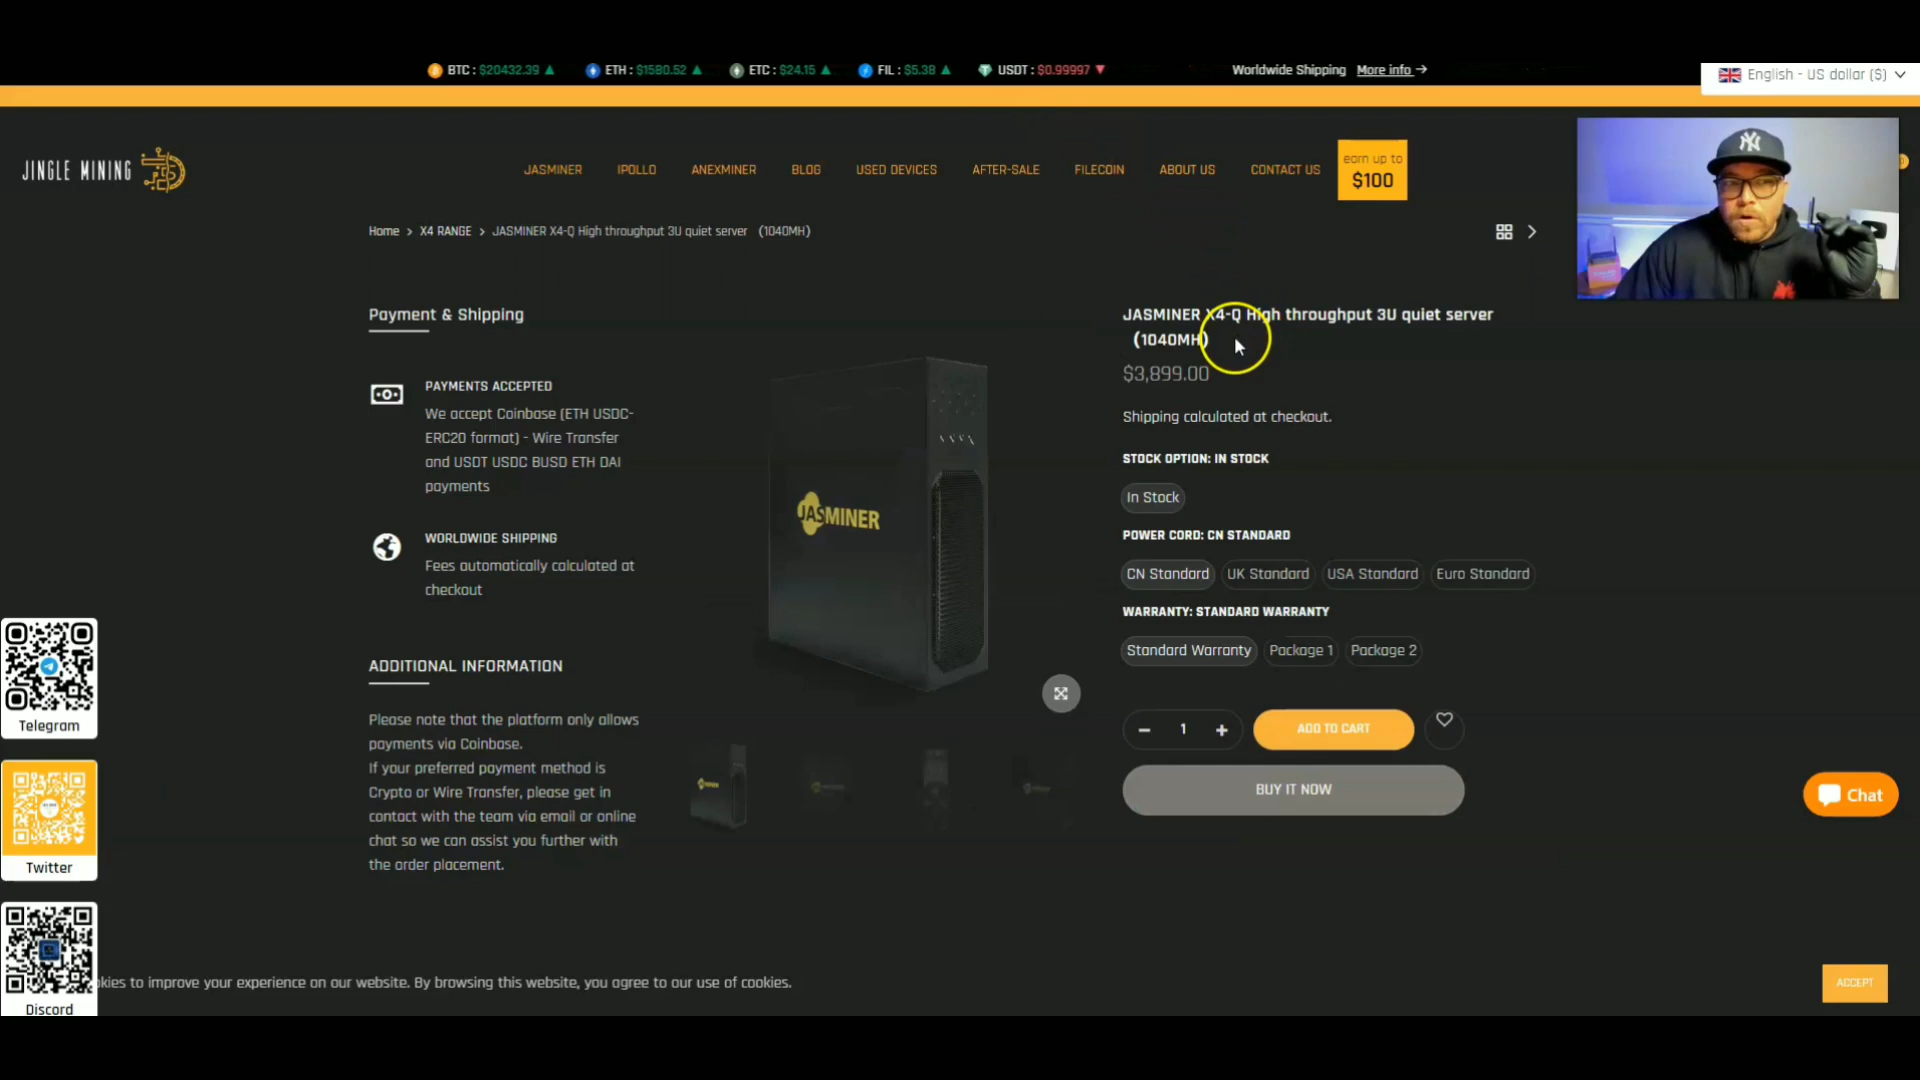 BTC : $20432.39 ETH : $1580.52 ETC : $24.15 FIL : $5.38 USDT : $0.99997 Worldwide Shipping More info
English - US dollar ($)
JINGLE MINING
JASMINER IPOLLO ANEXMINER BLOG USED DEVICES AFTER-SALE FILECOIN ABOUT US CONTACT US
earn up to
$100
Home > X4 RANGE > JASMINER X4-Q High throughput 3U quiet server (1040MH)
Payment & Shipping
PAYMENTS ACCEPTED
We accept Coinbase (ETH USDC-
ERC20 format) - Wire Transfer
and USDT USDC BUSD ETH DAI
payments
WORLDWIDE SHIPPING
Fees automatically calculated at
checkout
ADDITIONAL INFORMATION
Please note that the platform only allows
payments via Coinbase.
If your preferred payment method is
Crypto or Wire Transfer, please get in
contact with the team via email or online
chat so we can assist you further with
the order placement.
JASMINER
JASMINER X4-Q High throughput 3U quiet server
(1040MH)
$3,899.00
Shipping calculated at checkout.
STOCK OPTION: IN STOCK
In Stock
POWER CORD: CN STANDARD
CN Standard UK Standard USA Standard Euro Standard
WARRANTY: STANDARD WARRANTY
Standard Warranty Package 1 Package 2
- 1 +
ADD TO CART
BUY IT NOW
Telegram
Twitter
Discord
Chat
kies to improve your experience on our website. By browsing this website, you agree to our use of cookies.
ACCEPT